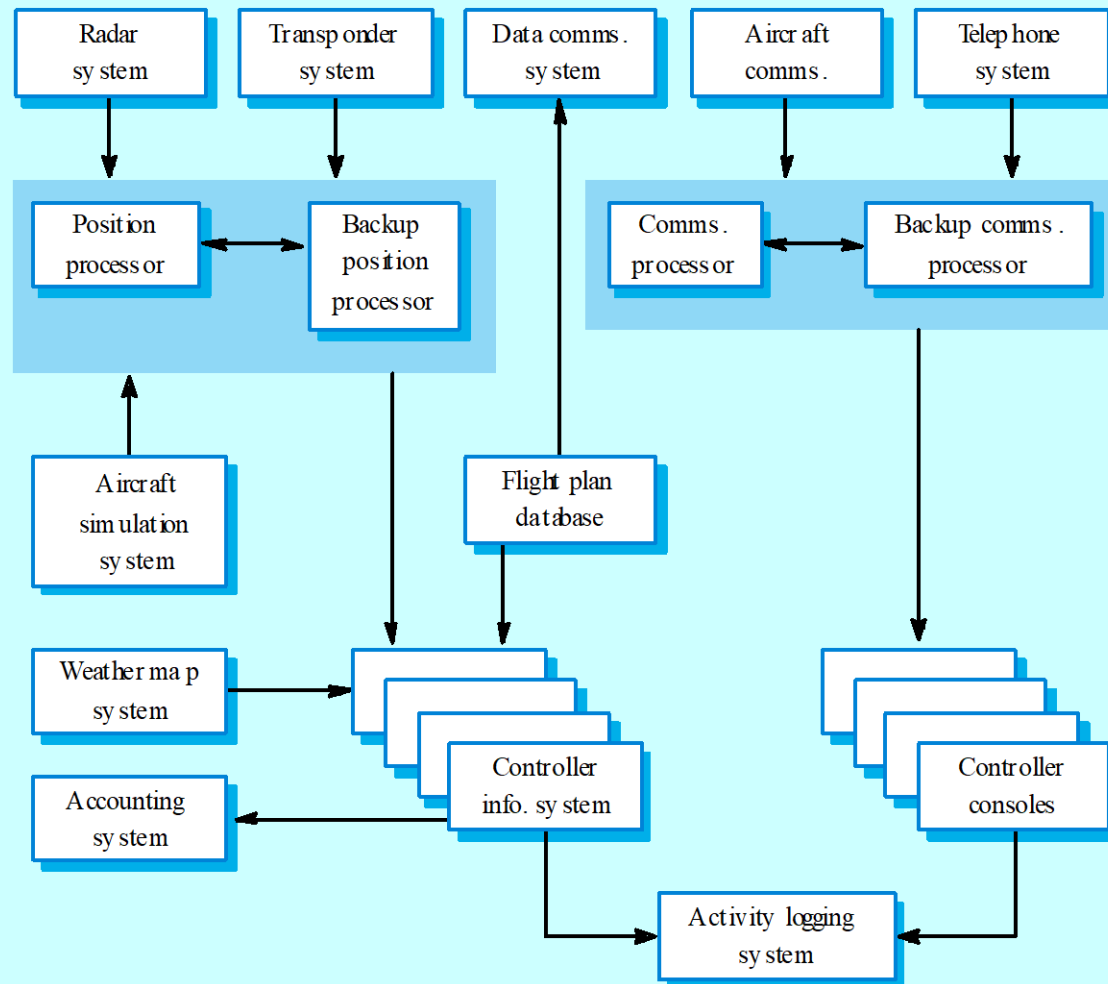 Radar
system
Transponder
system
Data comms.
system
Aircraft
comms.
Telephone
system
Position
processor
Backup
position
processor
Comms.
processor
Backup comms.
processor
Aircraft
simulation
system
Flight plan
database
Weather map
system
Accounting
system
Controller
info. system
Controller
consoles
Activity logging
system